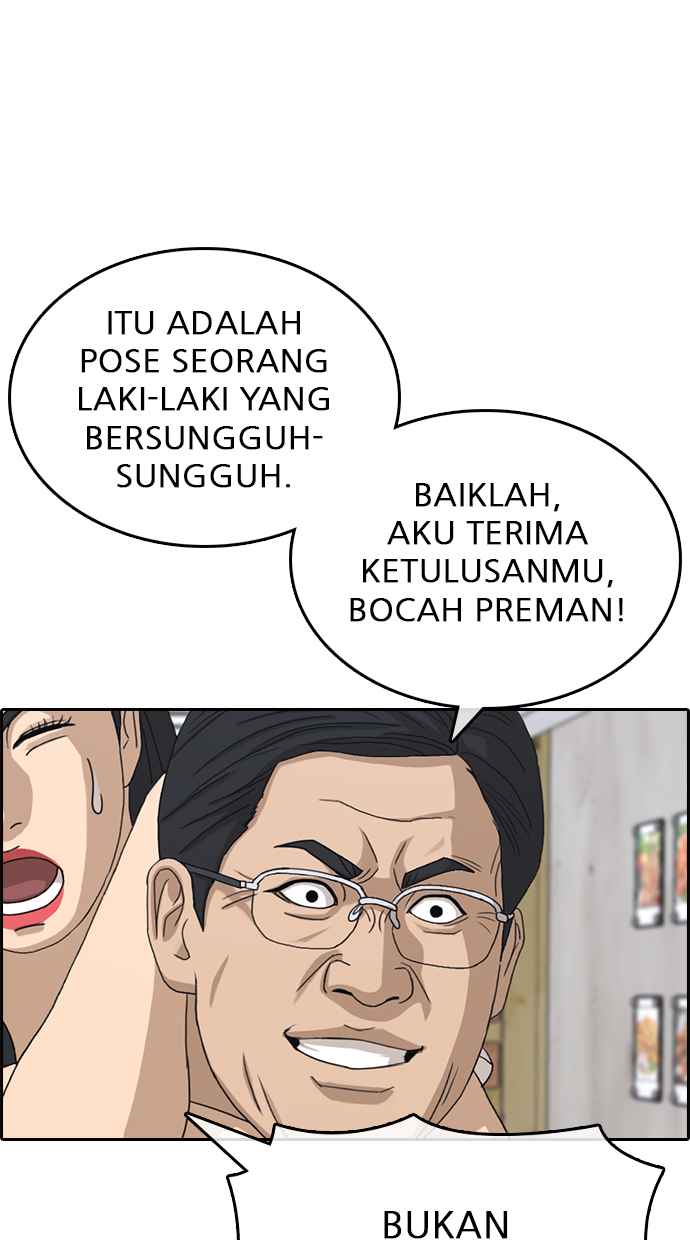 ITU ADALAH
POSE SEORANG
LAKI-LAKI YANG
BERSUNGGUH-
SUNGGUH.
BAIKLAH,
AKU TERIMA
KETULUSANMU,
BOCAH PREMAN!
BUKAN